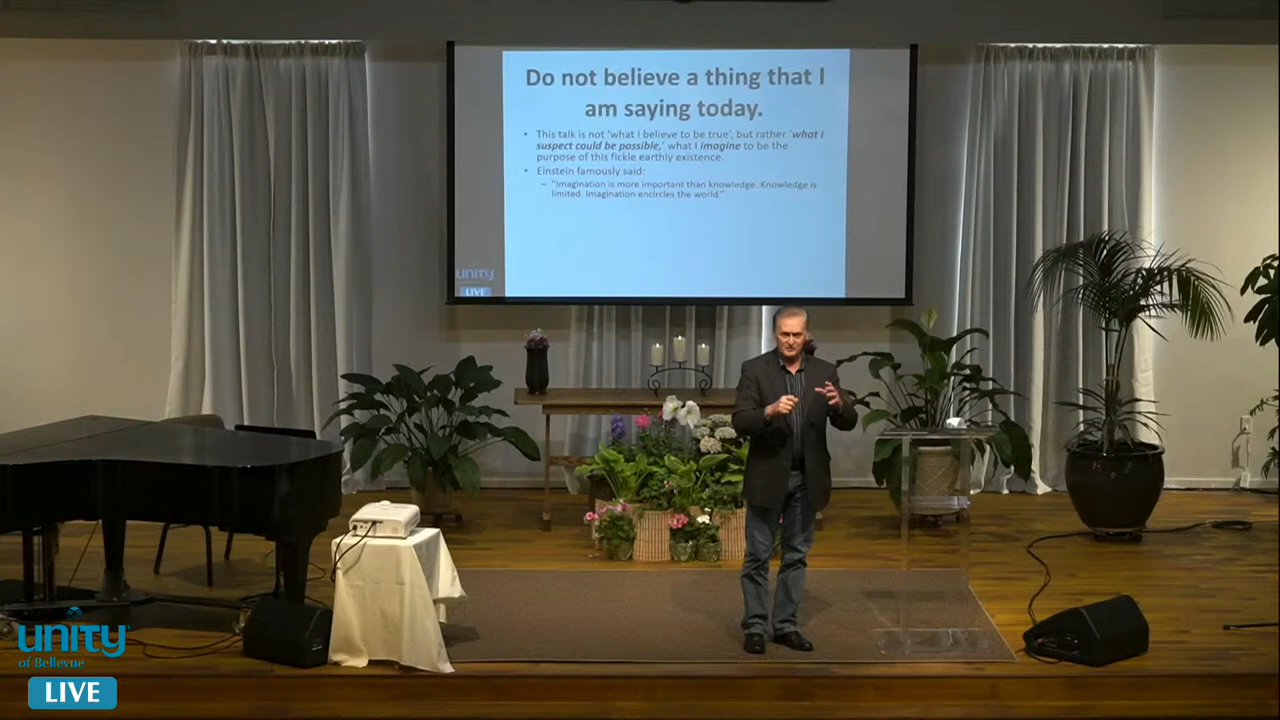 Do not believe a thing that I
am saying today.
• This talk is not 'what I believe to be true', but rather 'what I
suspect could be possible,' what I imagine to be the
purpose of this fickle earthly existence.
• Einstein famously said:
– "Imagination is more important than knowledge. Knowledge is
limited. Imagination encircles the world."
unity
LIVE
unity
of Bellevue
LIVE